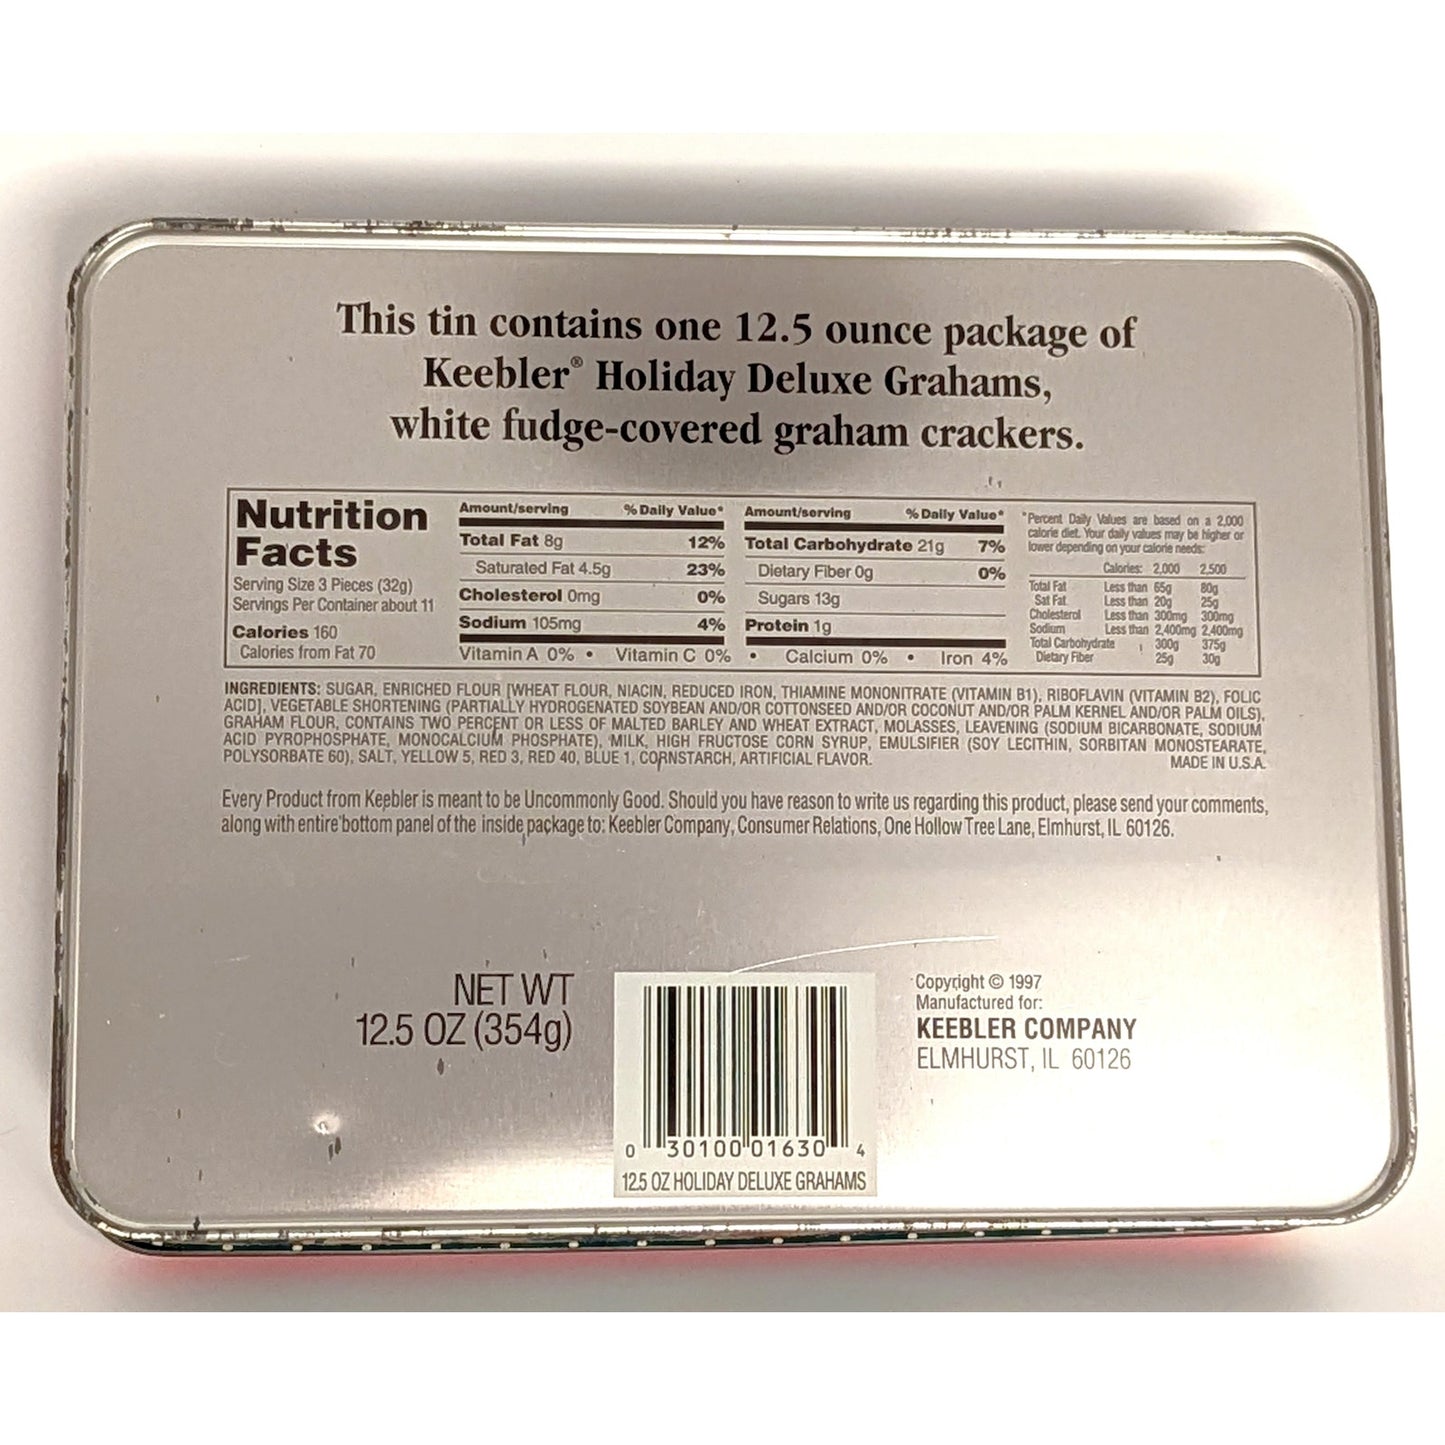 This tin contains one 12.5 ounce package of
Keebler® Holiday Deluxe Grahams,
white fudge-covered graham crackers.
Nutrition
Facts
Serving Size 3 Pieces (32g)
Servings Per Container about 11
Calories 160
Calories from Fat 70
Amount/serving % Daily Value*
Total Fat 8g 12%
Saturated Fat 4.5g 23%
Cholesterol 0mg 0%
Sodium 105mg 4%
Amount/serving % Daily Value*
Total Carbohydrate 21g 7%
Dietary Fiber 0g 0%
Sugars 13g
Protein 1g
Vitamin A 0% • Vitamin C 0% • Calcium 0% • Iron 4%
*Percent Daily Values are based on a 2,000
calorie diet. Your daily values may be higher or
lower depending on your calorie needs:
Calories: 2,000 2,500
Total Fat Less than 65g 80g
Sat Fat Less than 20g 25g
Cholesterol Less than 300mg 300mg
Sodium Less than 2,400mg 2,400mg
Total Carbohydrate 300g 375g
Dietary Fiber 25g 30g
INGREDIENTS: SUGAR, ENRICHED FLOUR [WHEAT FLOUR, NIACIN, REDUCED IRON, THIAMINE MONONITRATE (VITAMIN B1), RIBOFLAVIN (VITAMIN B2), FOLIC
ACID], VEGETABLE SHORTENING (PARTIALLY HYDROGENATED SOYBEAN AND/OR COTTONSEED AND/OR COCONUT AND/OR PALM KERNEL AND/OR PALM OILS),
GRAHAM FLOUR, CONTAINS TWO PERCENT OR LESS OF MALTED BARLEY AND WHEAT EXTRACT, MOLASSES, LEAVENING (SODIUM BICARBONATE, SODIUM
ACID PYROPHOSPHATE, MONOCALCIUM PHOSPHATE), MILK, HIGH FRUCTOSE CORN SYRUP, EMULSIFIER (SOY LECITHIN, SORBITAN MONOSTEARATE,
POLYSORBATE 60), SALT, YELLOW 5, RED 3, RED 40, BLUE 1, CORNSTARCH, ARTIFICIAL FLAVOR. MADE IN U.S.A.
Every Product from Keebler is meant to be Uncommonly Good. Should you have reason to write us regarding this product, please send your comments,
along with entire bottom panel of the inside package to: Keebler Company, Consumer Relations, One Hollow Tree Lane, Elmhurst, IL 60126.
NET WT
12.5 OZ (354g)
0 30100 01630 4
12.5 OZ HOLIDAY DELUXE GRAHAMS
Copyright © 1997
Manufactured for:
KEEBLER COMPANY
ELMHURST, IL 60126